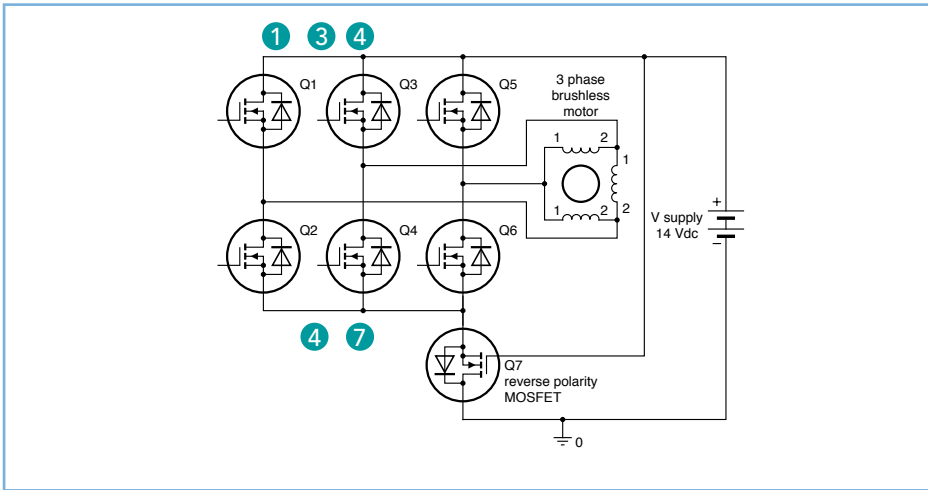 1 3 4
Q1
Q3
Q5
3 phase
brushless
motor
1 2
1
1 2
2
V supply
14 Vdc
+
−
Q2
Q4
Q6
4 7
Q7
reverse polarity
MOSFET
0